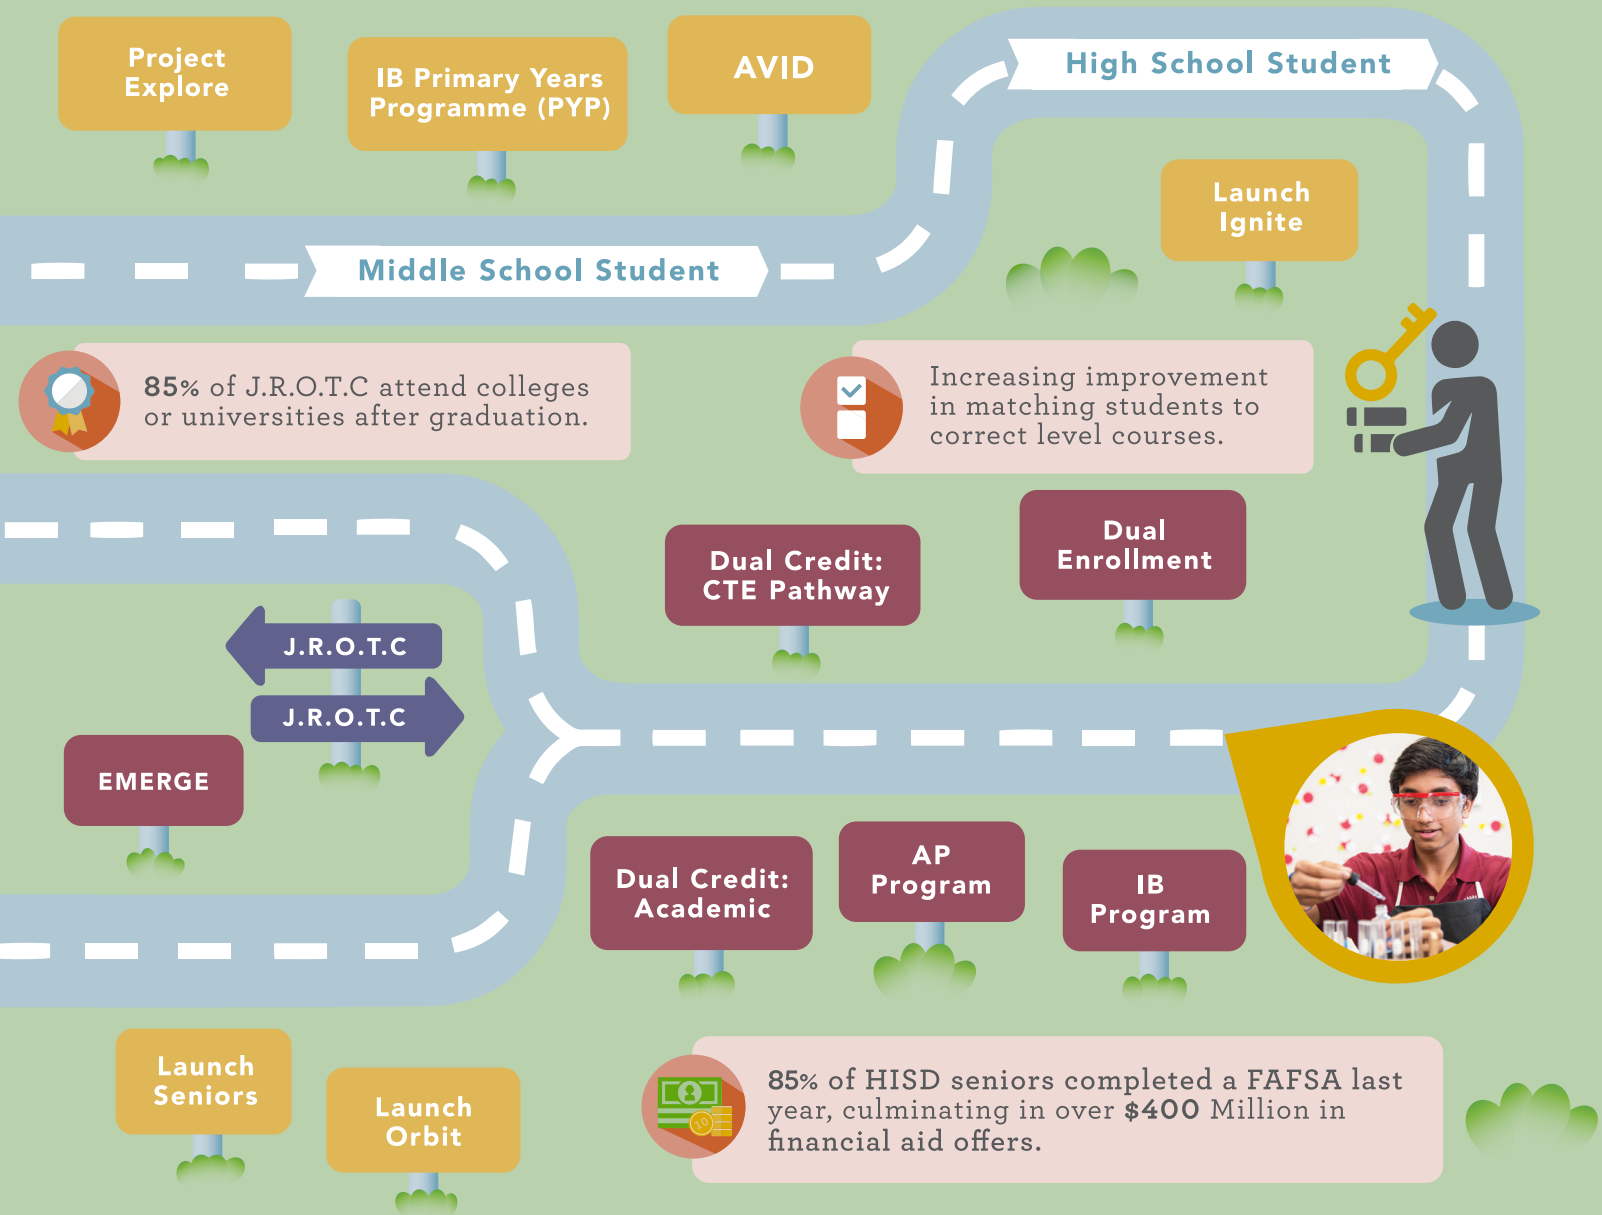 Project
Explore
IB Primary Years
Programme (PYP)
AVID
High School Student
Launch
Ignite
Middle School Student
85% of J.R.O.T.C attend colleges
or universities after graduation.
Increasing improvement
in matching students to
correct level courses.
Dual Credit:
CTE Pathway
Dual
Enrollment
J.R.O.T.C
J.R.O.T.C
EMERGE
Dual Credit:
Academic
AP
Program
IB
Program
Launch
Seniors
Launch
Orbit
10
85% of HISD seniors completed a FAFSA last
year, culminating in over $400 Million in
financial aid offers.